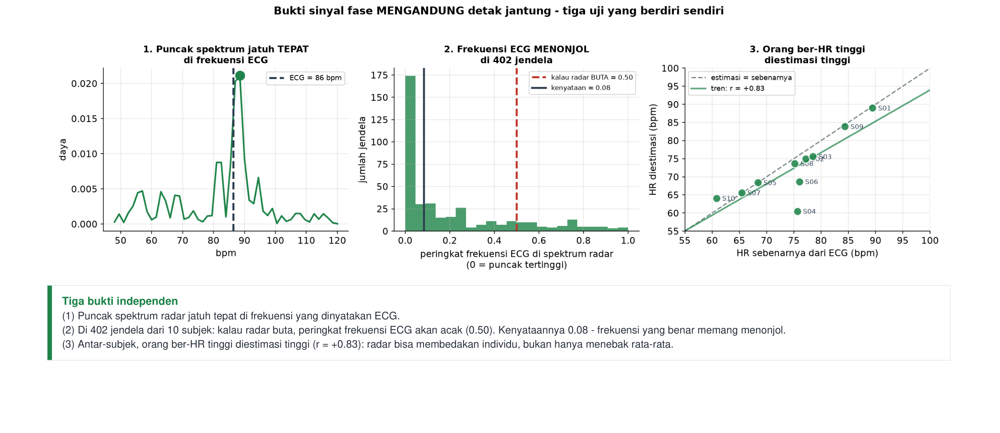 Bukti sinyal fase MENGANDUNG detak jantung - tiga uji yang berdiri sendiri
1. Puncak spektrum jatuh TEPAT
di frekuensi ECG
ECG = 86 bpm
daya
0.020
0.015
0.010
0.005
0.000
50 60 70 80 90 100 110 120
bpm
2. Frekuensi ECG MENONJOL
di 402 jendela
kalau radar BUTA = 0.50
kenyataan = 0.08
jumlah jendela
175
150
125
100
75
50
25
0
0.0 0.2 0.4 0.6 0.8 1.0
peringkat frekuensi ECG di spektrum radar
(0 = puncak tertinggi)
3. Orang ber-HR tinggi
diestimasi tinggi
estimasi = sebenarnya
tren: r = +0.83
HR diestimasi (bpm)
100
95
90
85
80
75
70
65
60
55
S01
S09
S03
S08
S06
S05
S07
S10
S04
55 60 65 70 75 80 85 90 95 100
HR sebenarnya dari ECG (bpm)
Tiga bukti independen
(1) Puncak spektrum radar jatuh tepat di frekuensi yang dinyatakan ECG.
(2) Di 402 jendela dari 10 subjek: kalau radar buta, peringkat frekuensi ECG akan acak (0.50). Kenyataannya 0.08 - frekuensi yang benar memang menonjol.
(3) Antar-subjek, orang ber-HR tinggi diestimasi tinggi (r = +0.83): radar bisa membedakan individu, bukan hanya menebak rata-rata.